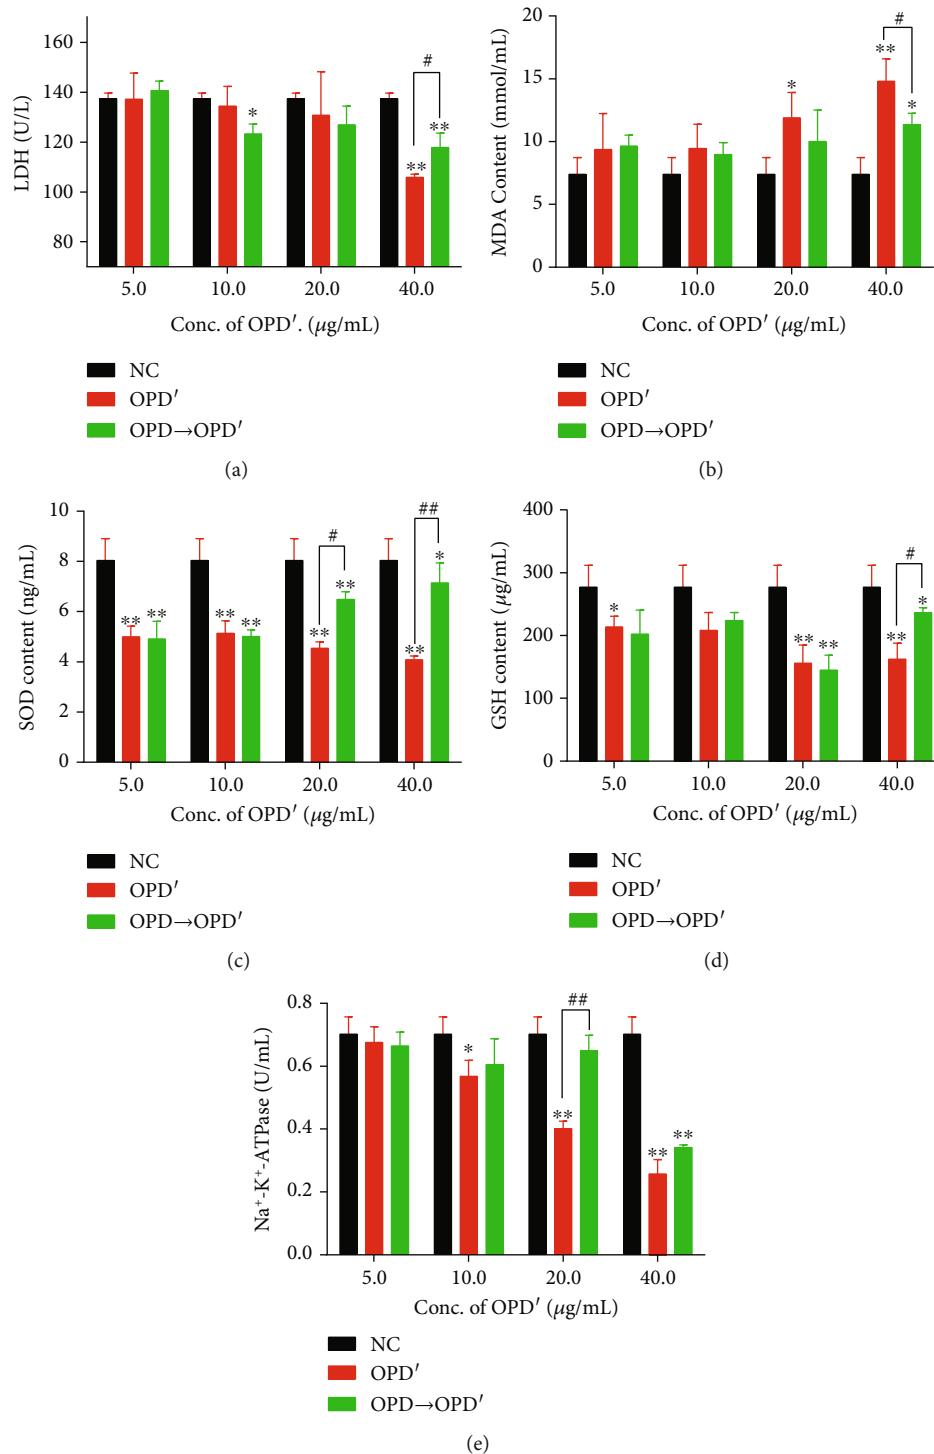 LDH (U/L)
160
140
120
100
80
*
**
**
#
5.0 10.0 20.0 40.0
Conc. of OPD′. (μg/mL)
NC
OPD′
OPD→OPD′
(a)
MDA Content (mmol/mL)
20
15
10
5
0
*
**
*
#
5.0 10.0 20.0 40.0
Conc. of OPD′ (μg/mL)
NC
OPD′
OPD→OPD′
(b)
SOD content (ng/mL)
10
8
6
4
2
0
** **
** **
**
**
#
**
*
##
5.0 10.0 20.0 40.0
Conc. of OPD′ (μg/mL)
NC
OPD′
OPD→OPD′
(c)
GSH content (μg/mL)
400
300
200
100
0
*
** **
**
*
#
5.0 10.0 20.0 40.0
Conc. of OPD′ (μg/mL)
NC
OPD′
OPD→OPD′
(d)
Na⁺-K⁺-ATPase (U/mL)
0.8
0.6
0.4
0.2
0.0
*
**
##
** **
5.0 10.0 20.0 40.0
Conc. of OPD′ (μg/mL)
NC
OPD′
OPD→OPD′
(e)